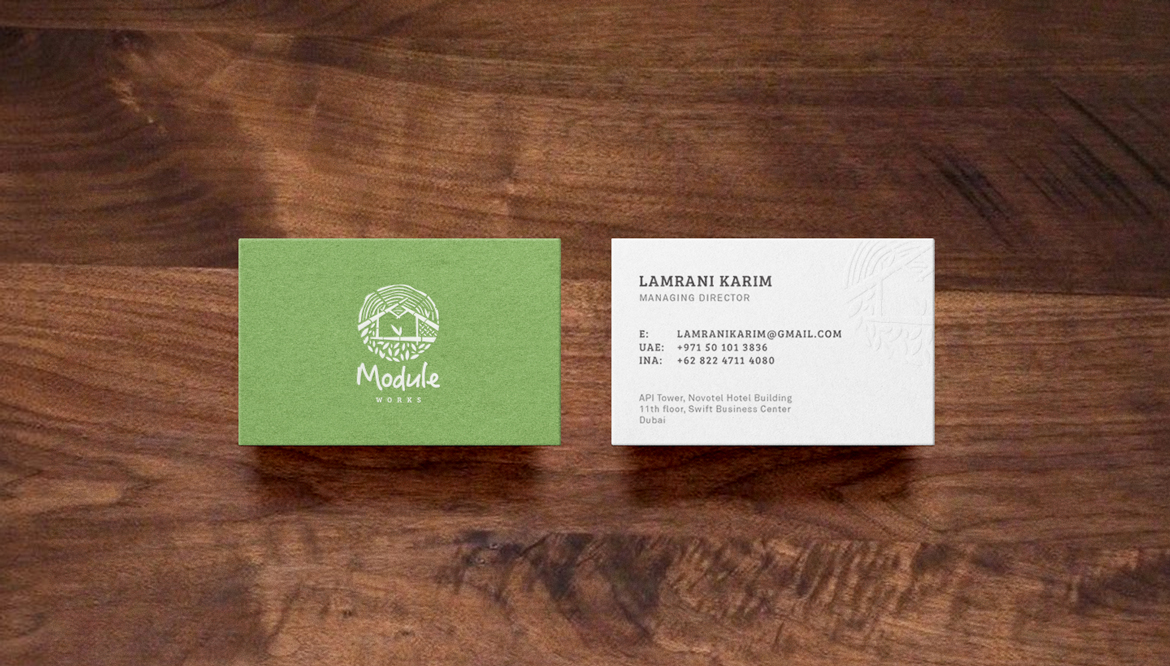 Module
WORKS
LAMRANI KARIM
MANAGING DIRECTOR
E: LAMRANIKARIM@GMAIL.COM
UAE: +971 50 101 3836
INA: +62 822 4711 4080
API Tower, Novotel Hotel Building
11th floor, Swift Business Center
Dubai